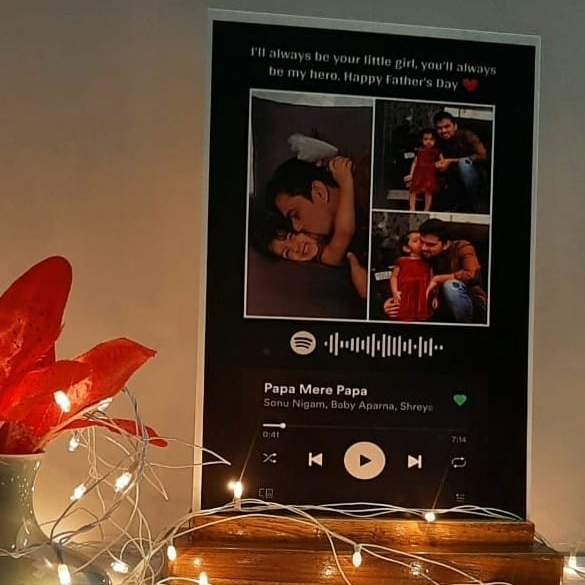 I'll always be your little girl, you'll always
be my hero. Happy Father's Day ❤️
Papa Mere Papa
Sonu Nigam, Baby Aparna, Shreya
0:41
7:14